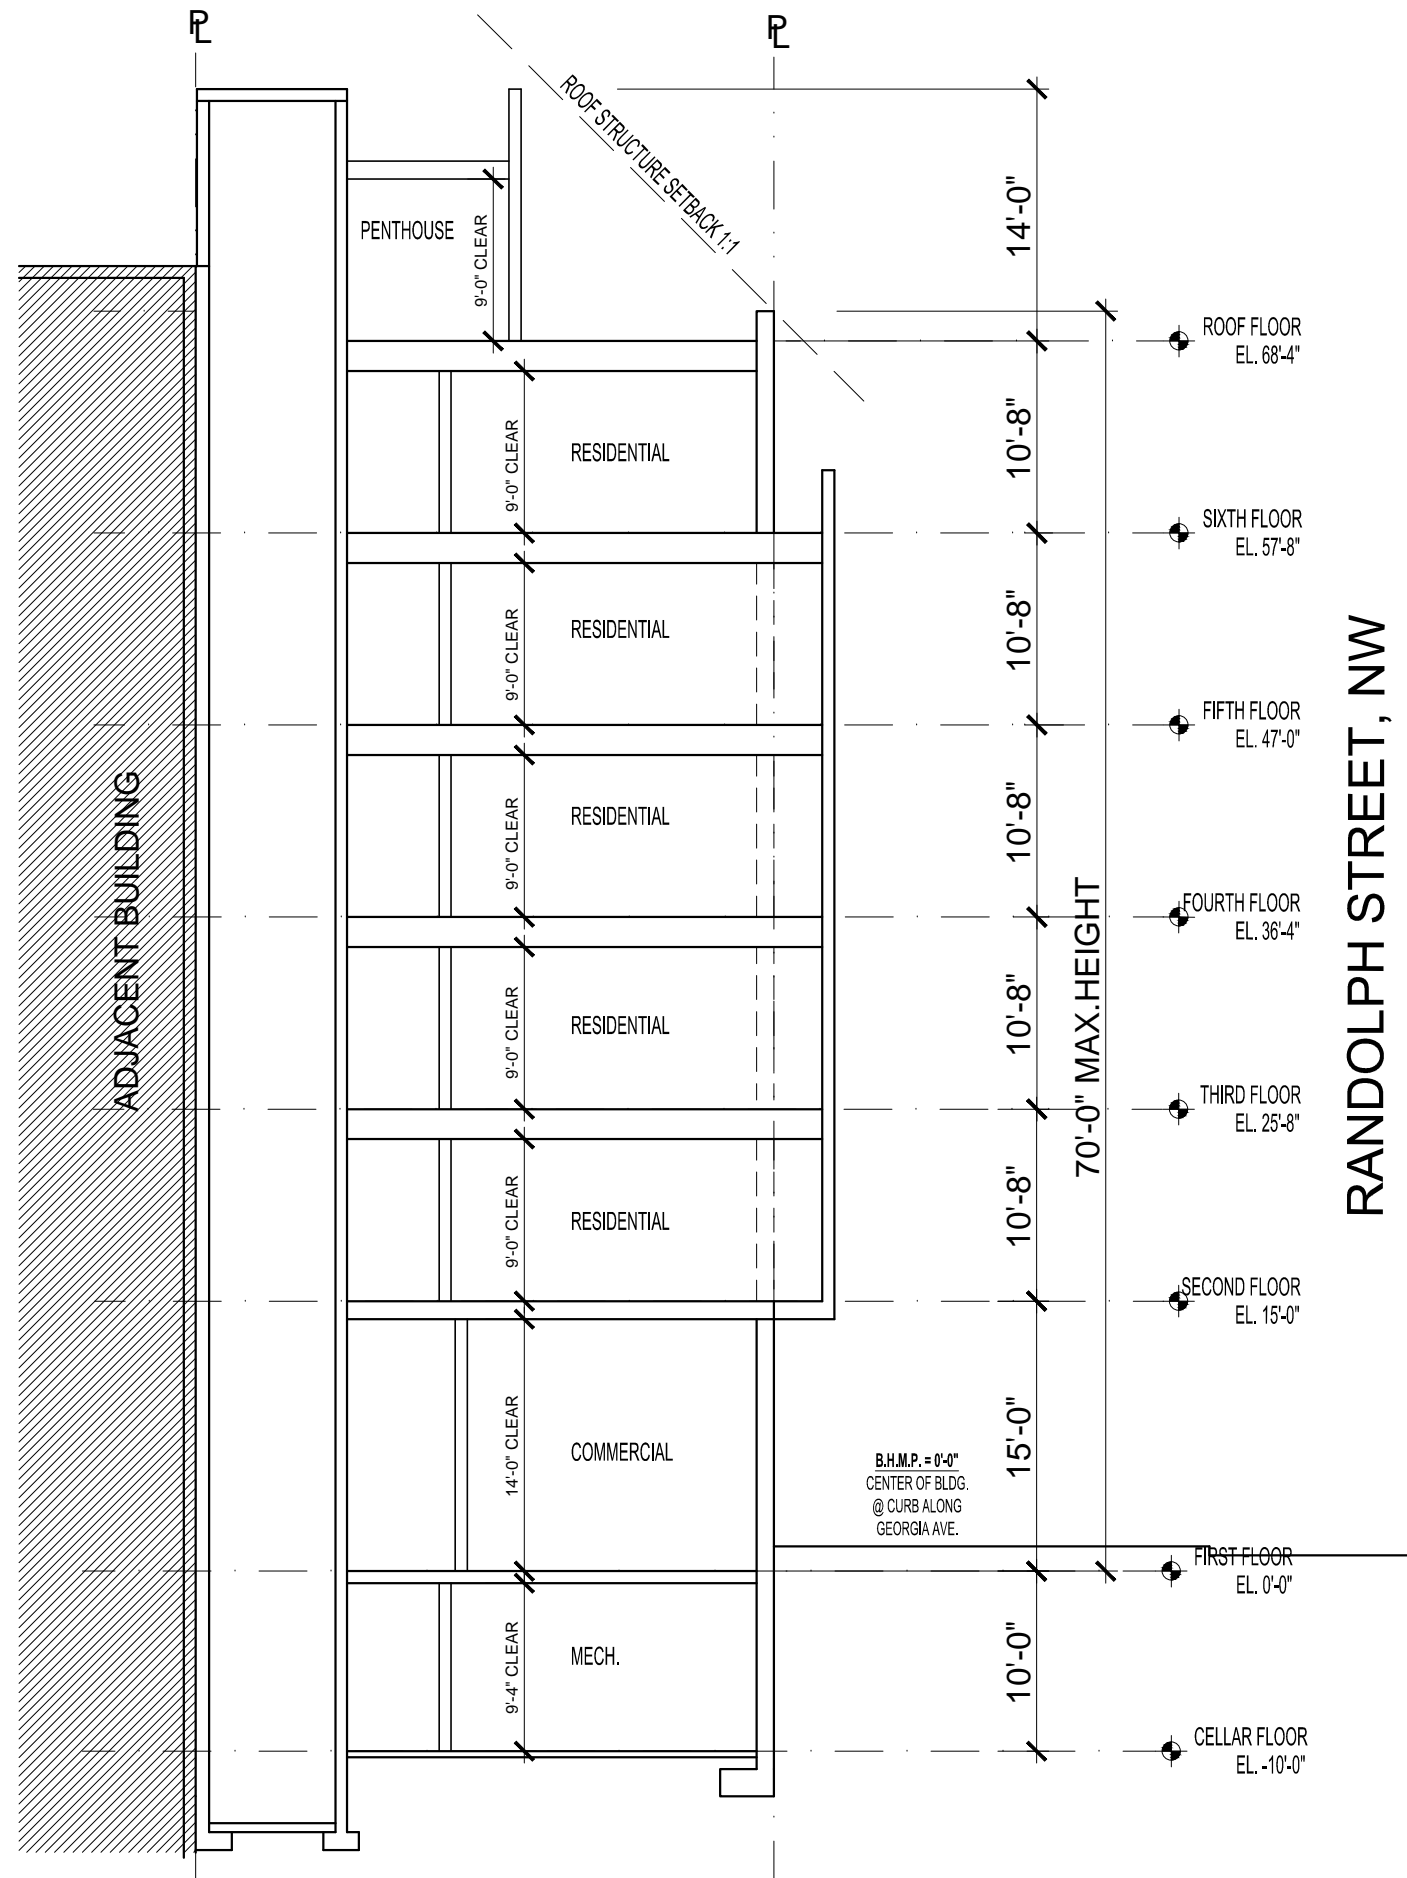 PL
PL
ROOF STRUCTURE SETBACK 1:1
14'-0"
PENTHOUSE
9'-0" CLEAR
ROOF FLOOR
EL. 68'-4"
10'-8"
RESIDENTIAL
9'-0" CLEAR
SIXTH FLOOR
EL. 57'-8"
10'-8"
RESIDENTIAL
9'-0" CLEAR
FIFTH FLOOR
EL. 47'-0"
10'-8"
RESIDENTIAL
9'-0" CLEAR
ADJACENT BUILDING
70'-0" MAX.HEIGHT
RANDOLPH STREET, NW
FOURTH FLOOR
EL. 36'-4"
10'-8"
RESIDENTIAL
9'-0" CLEAR
THIRD FLOOR
EL. 25'-8"
10'-8"
RESIDENTIAL
9'-0" CLEAR
SECOND FLOOR
EL. 15'-0"
15'-0"
COMMERCIAL
14'-0" CLEAR
B.H.M.P. = 0'-0"
CENTER OF BLDG.
@ CURB ALONG
GEORGIA AVE.
FIRST FLOOR
EL. 0'-0"
10'-0"
MECH.
9'-4" CLEAR
CELLAR FLOOR
EL. -10'-0"